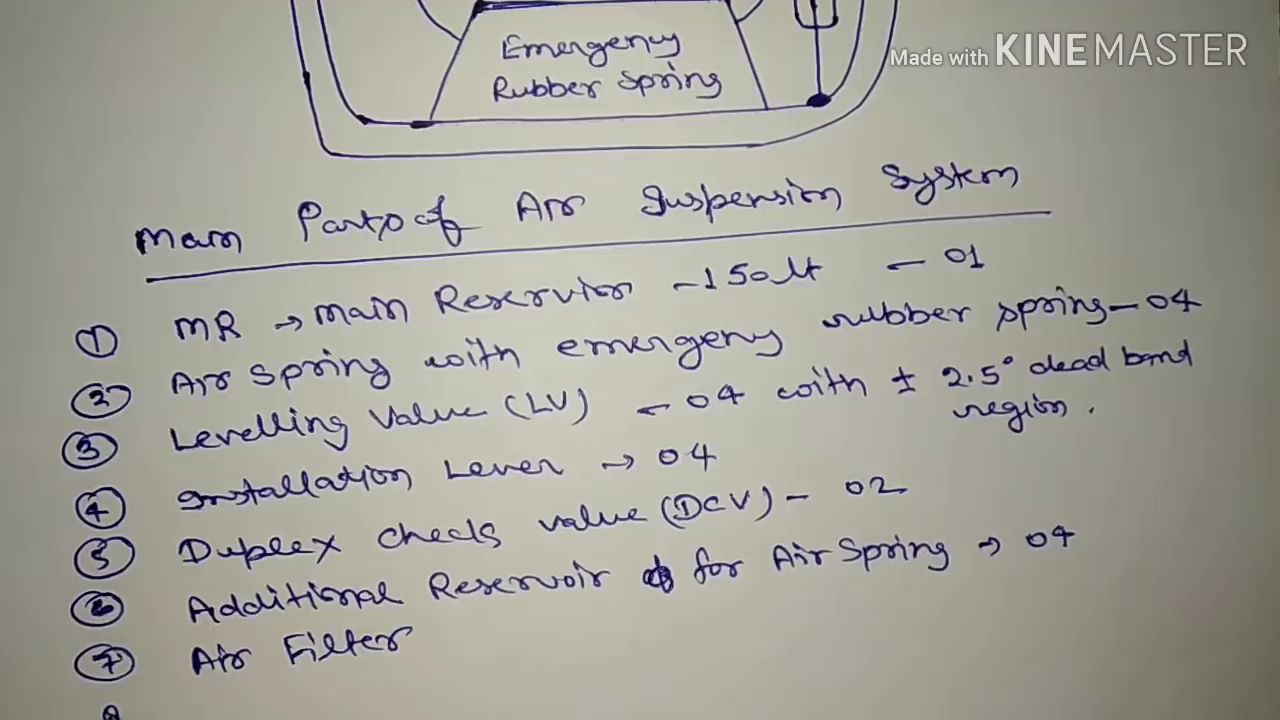 Emergency
Rubber Spring
Made with KINEMASTER
Main Parts of Air Suspension System
① MR → Main Reservior - 150 lt - 01
② Air Spring with emergeny rubber spring - 04
③ Levelling Value (LV) - 04 with ± 2.5° dead band
region.
④ Installation Lever → 04
⑤ Duplex check value (DCV) - 02
⑥ Additional Reservoir for Air Spring → 04
⑦ Air Filter